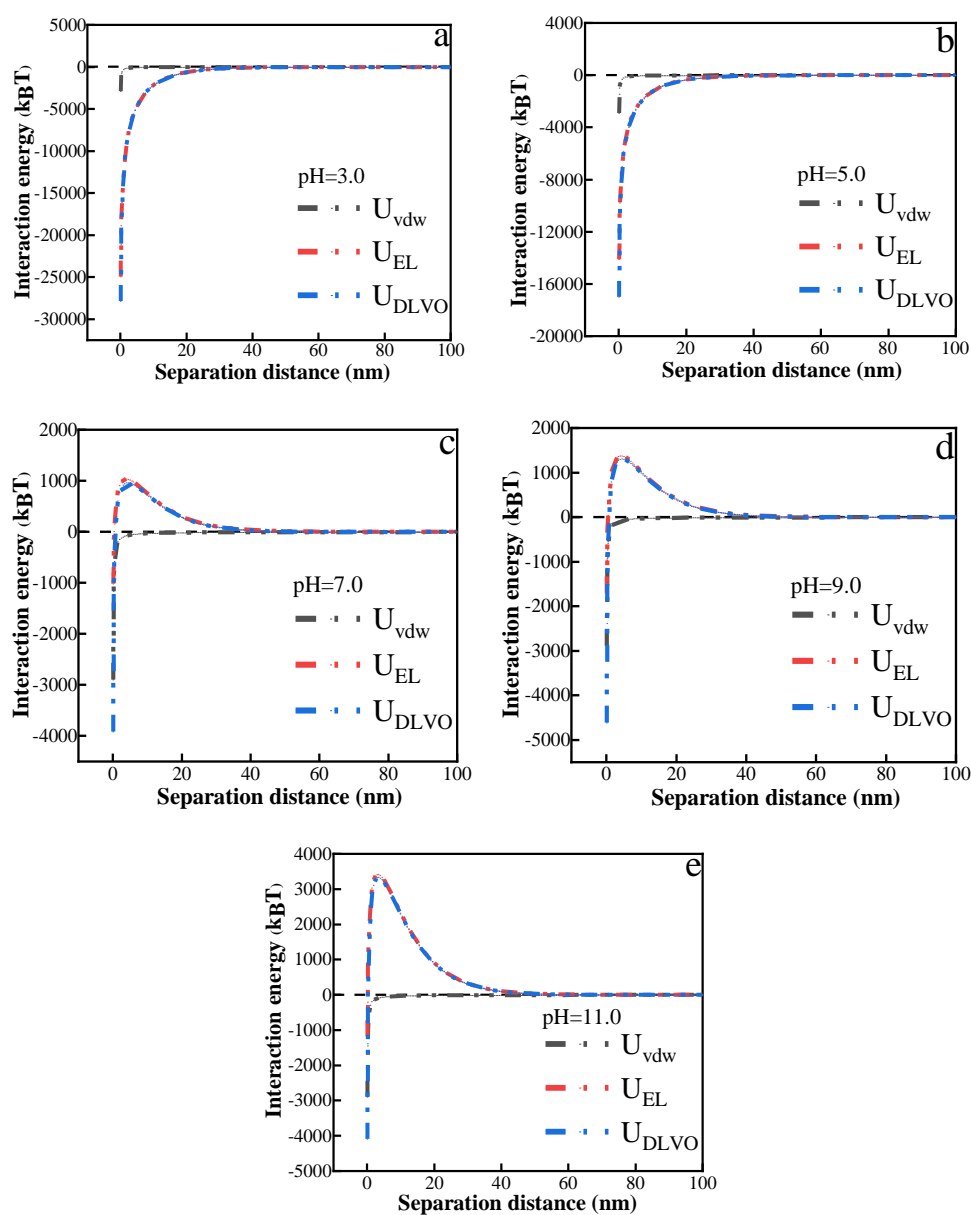 a
5000
0
-5000
-10000
-15000
-20000
-25000
-30000
Interaction energy (kBT)
pH=3.0
Uvdw
UEL
UDLVO
0 20 40 60 80 100
Separation distance (nm)
b
4000
0
-4000
-8000
-12000
-16000
-20000
Interaction energy (kBT)
pH=5.0
Uvdw
UEL
UDLVO
0 20 40 60 80 100
Separation distance (nm)
c
2000
1000
0
-1000
-2000
-3000
-4000
Interaction energy (kBT)
pH=7.0
Uvdw
UEL
UDLVO
0 20 40 60 80 100
Separation distance (nm)
d
2000
1000
0
-1000
-2000
-3000
-4000
-5000
Interaction energy (kBT)
pH=9.0
Uvdw
UEL
UDLVO
0 20 40 60 80 100
Separation distance (nm)
e
4000
3000
2000
1000
0
-1000
-2000
-3000
-4000
-5000
Interaction energy (kBT)
pH=11.0
Uvdw
UEL
UDLVO
0 20 40 60 80 100
Separation distance (nm)